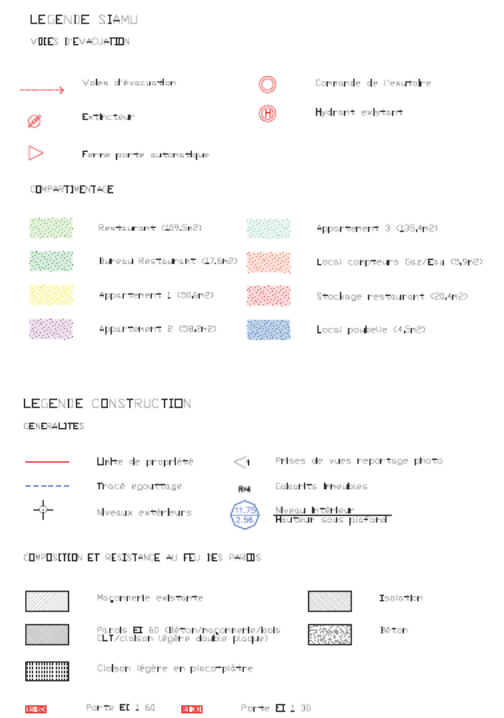 LEGENDE SIAMU
VOIES D'EVACUATION
Voies d'évacuation
Commande de l'exutoire
Extincteur
H
Hydrant existant
Ferme porte automatique
COMPARTIMENTAGE
Restaurant (109,5m2)
Appartement 3 (135,4m2)
Bureau Restaurant (17,6m2)
Local compteurs Gaz/Eau (5,9m2)
Appartement 1 (50,6m2)
Stockage restaurant (20,4m2)
Appartement 2 (58,2m2)
Local poubelle (4,5m2)
LEGENDE CONSTRUCTION
GENERALITES
Limite de propriété
1
Prises de vues reportage photo
Tracé egouttage
Gabarits immeubles
Niveaux extérieurs
11.75
2.56
Niveau intérieur
Hauteur sous plafond
COMPOSITION ET RESISTANCE AU FEU DES PAROIS
Maçonnerie existante
Isolation
Parois EI 60 (Béton/maçonnerie/bois
CLT/cloison légère double plaque)
Béton
Cloison légère en placo-plâtre
Porte EI 1 60
Porte EI 1 30